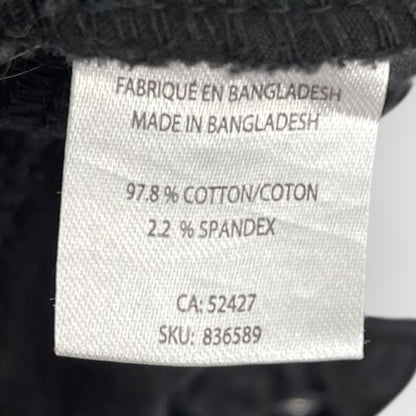 FABRIQUÉ EN BANGLADESH
MADE IN BANGLADESH
97.8 % COTTON/COTON
2.2 % SPANDEX
CA: 52427
SKU: 836589